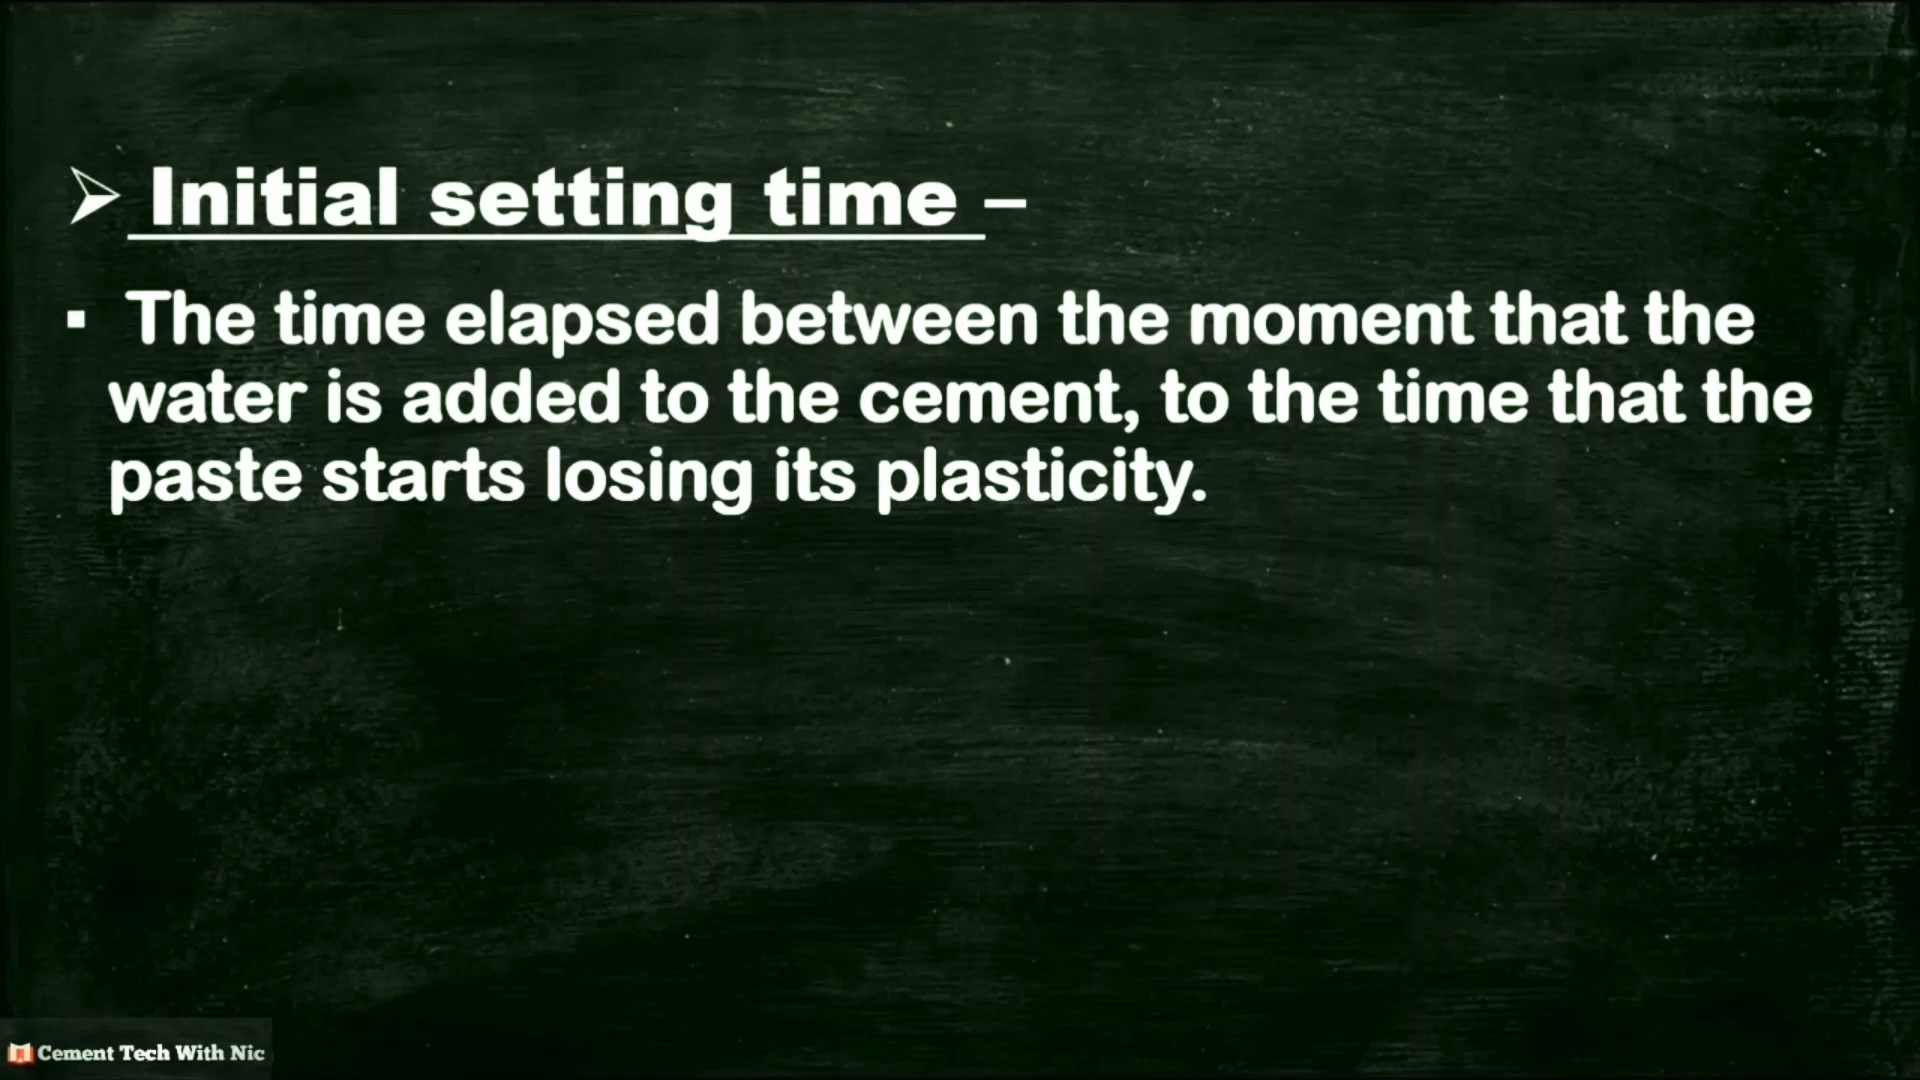 ➢ Initial setting time –
▪ The time elapsed between the moment that the
water is added to the cement, to the time that the
paste starts losing its plasticity.
Cement Tech With Nic